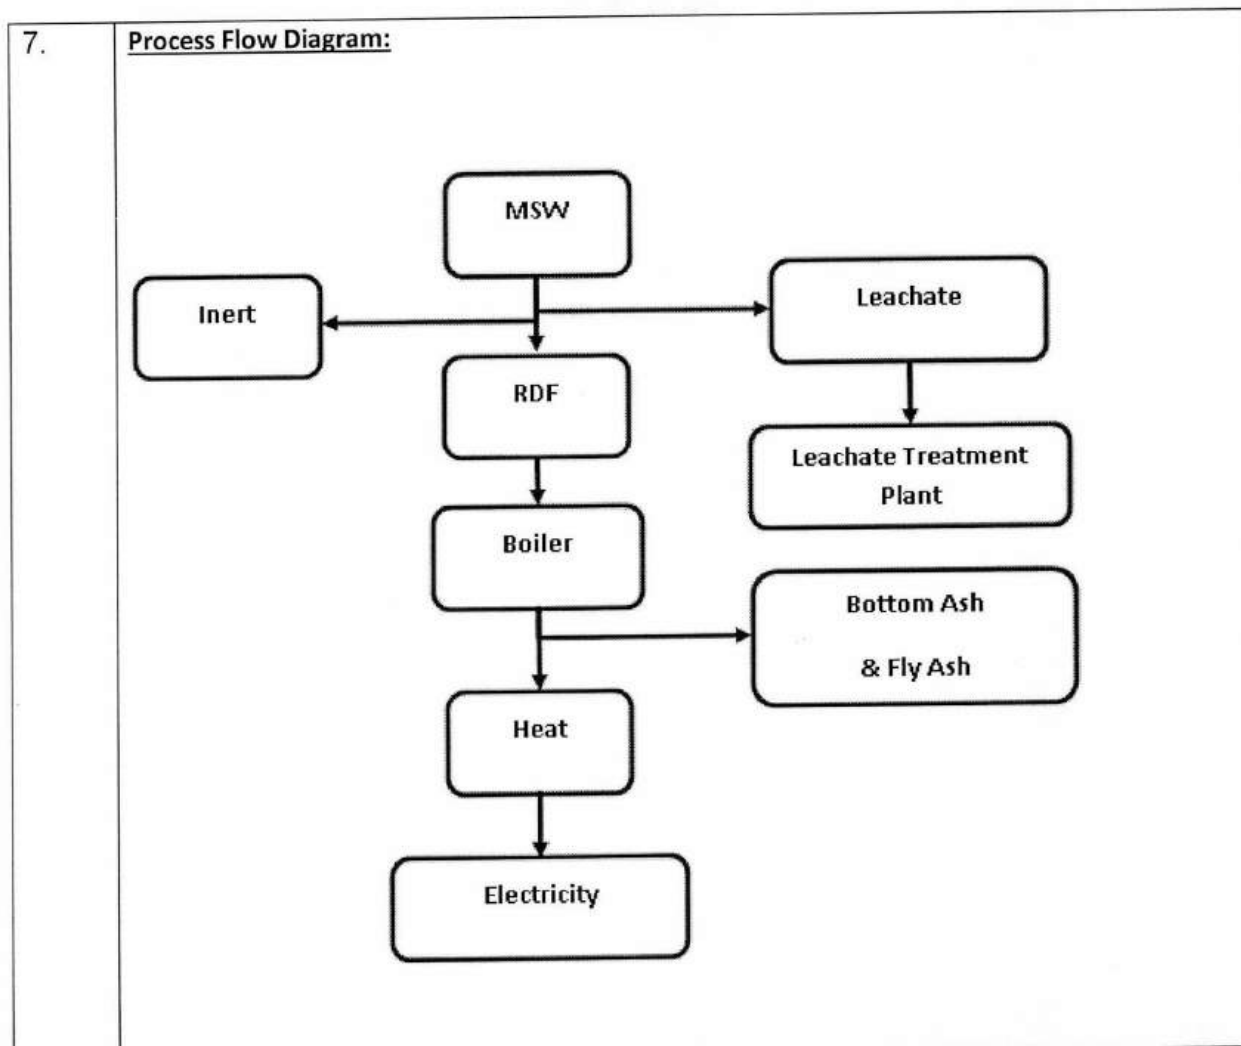 7.
Process Flow Diagram:
MSW
Inert
Leachate
RDF
Leachate Treatment
Plant
Boiler
Bottom Ash
& Fly Ash
Heat
Electricity